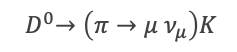 D⁰→ (π → μ ν_μ)K